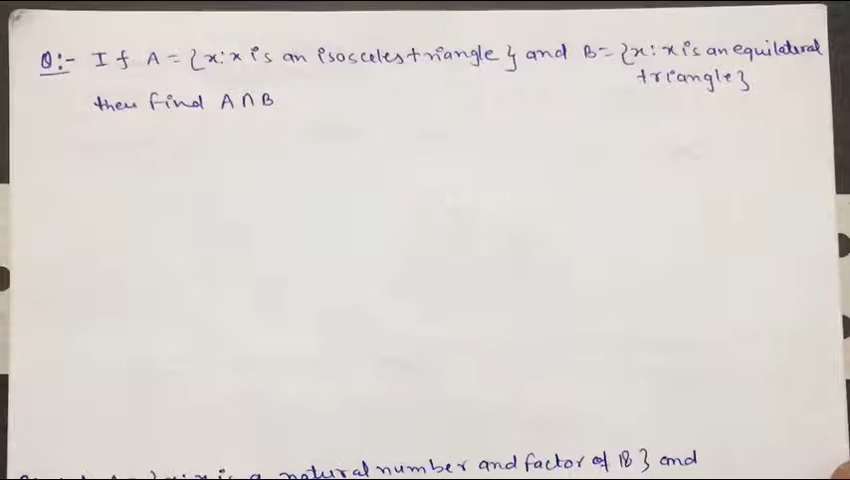 Q:- If A = {x:x is an isosceles triangle} and B = {x:x is an equilateral
triangle}
then find A∩B
x is a natural number and factor of 18} and